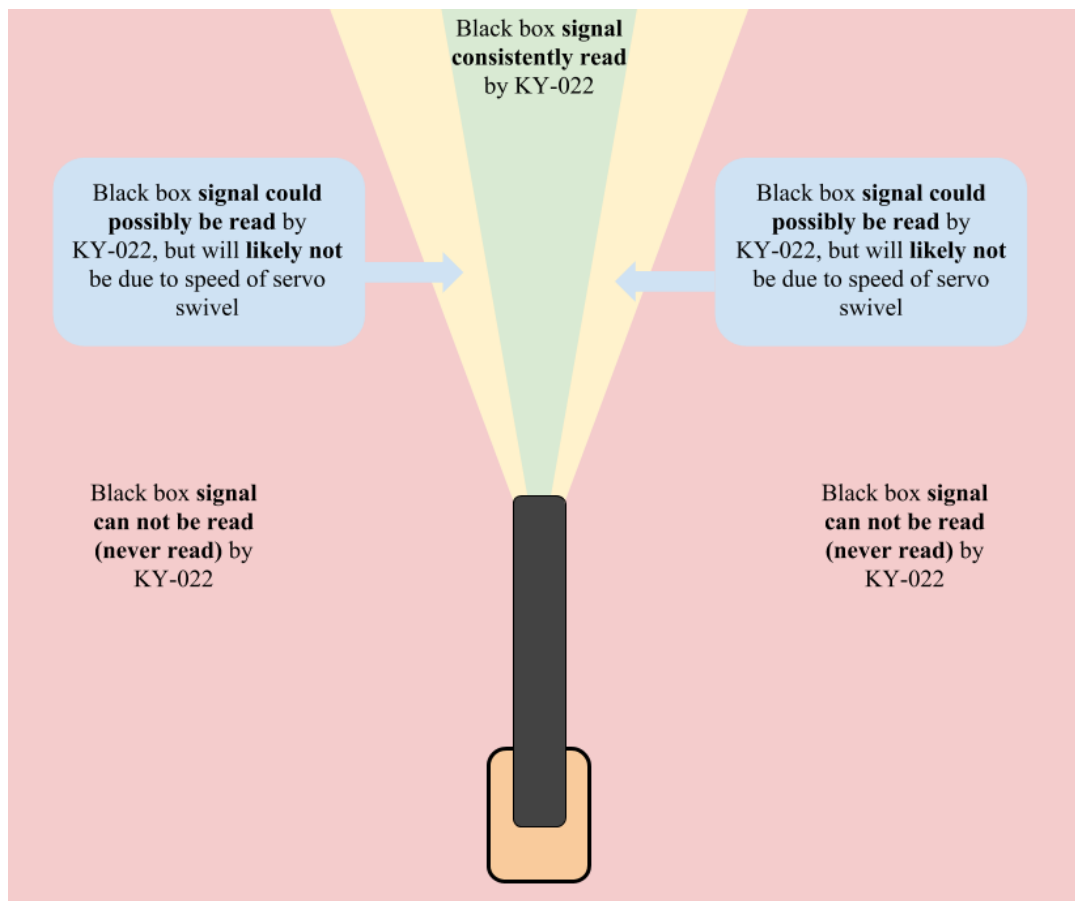 Black box signal
consistently read
by KY-022
Black box signal could
possibly be read by
KY-022, but will likely not
be due to speed of servo
swivel
Black box signal could
possibly be read by
KY-022, but will likely not
be due to speed of servo
swivel
Black box signal
can not be read
(never read) by
KY-022
Black box signal
can not be read
(never read) by
KY-022